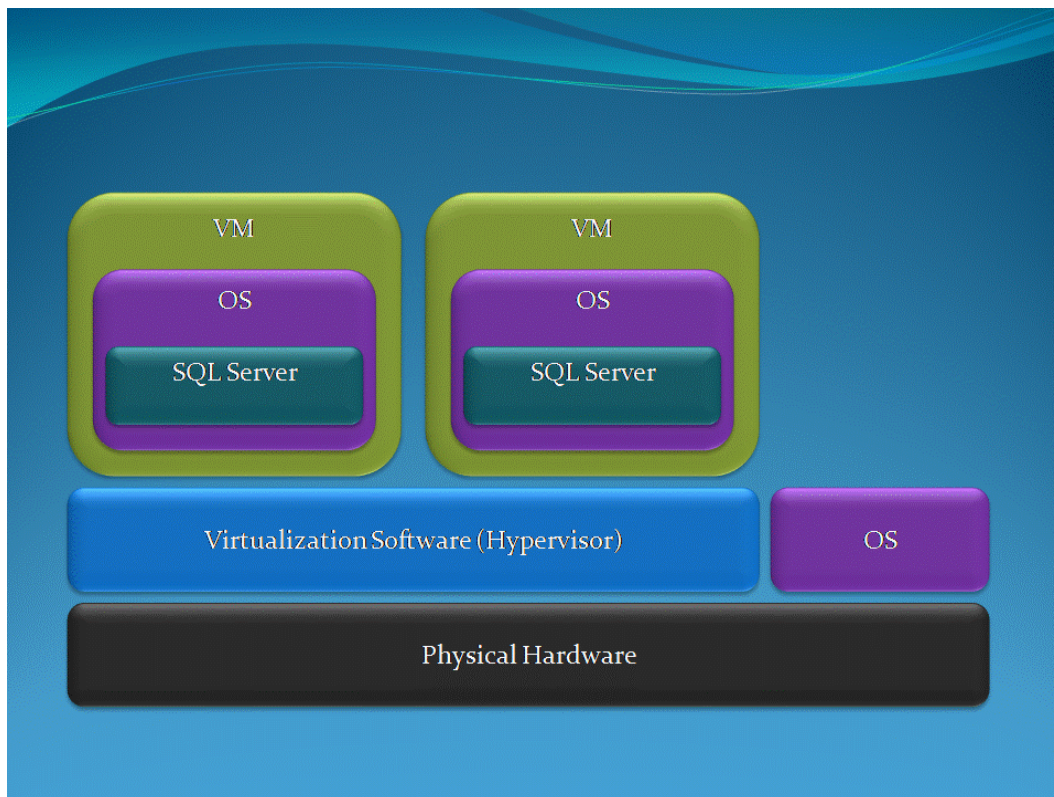 VM
VM
OS
OS
SQL Server
SQL Server
Virtualization Software (Hypervisor)
OS
Physical Hardware